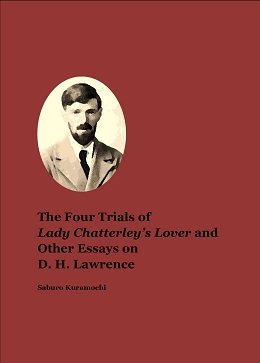 The Four Trials of
Lady Chatterley's Lover and
Other Essays on
D. H. Lawrence
Saburo Kuramochi